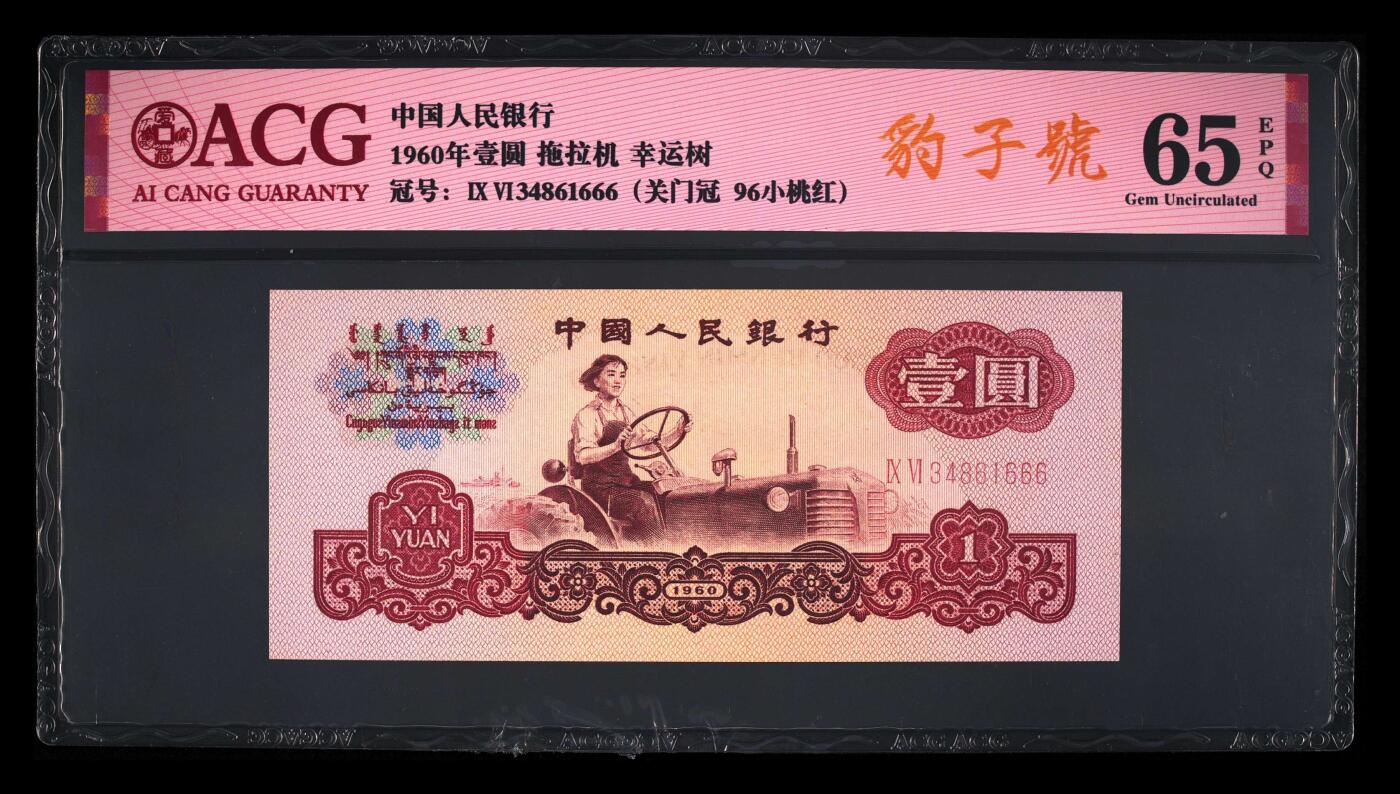 ACG
AI CANG GUARANTY
中国人民银行
1960年壹圆 拖拉机 幸运树
冠号：Ⅸ Ⅵ34861666（关门冠 96小桃红）
豹子號
65
EPQ
Gem Uncirculated
中國人民銀行
壹圓
Ⅸ Ⅵ 34861666
YI
YUAN
1960
1